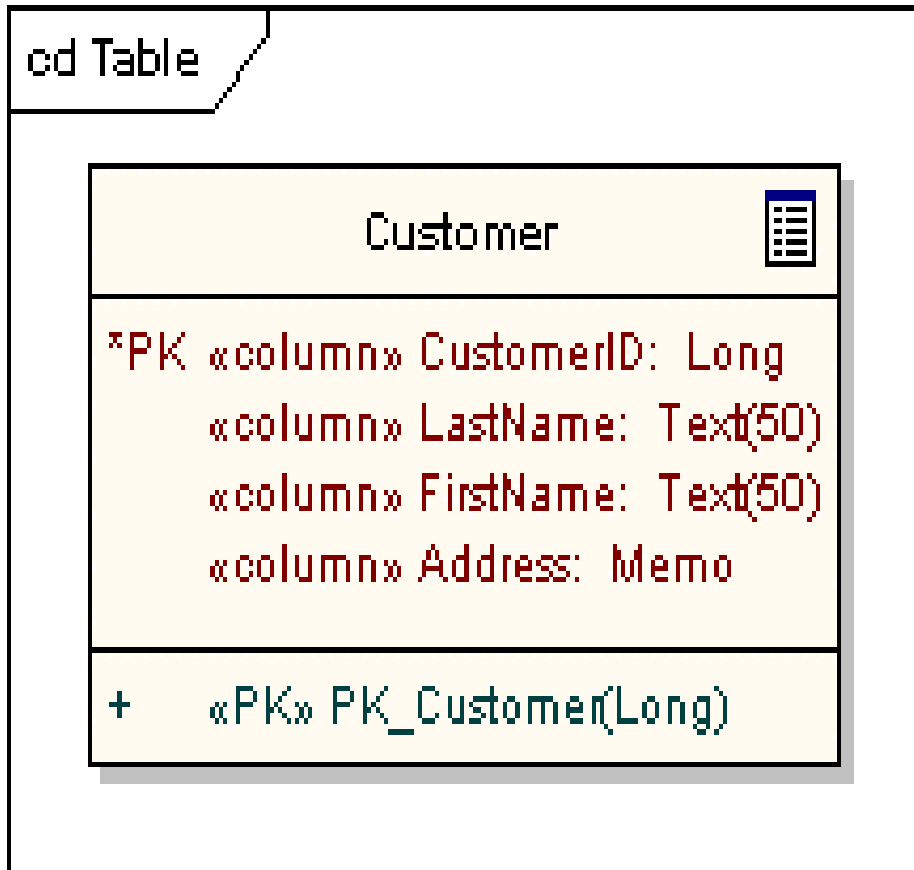 cd Table
Customer
*PK «column» CustomerID: Long
«column» LastName: Text(50)
«column» FirstName: Text(50)
«column» Address: Memo
+ «PK» PK_Customer(Long)